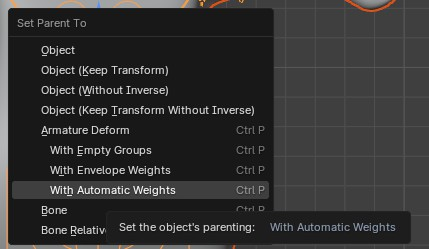 Set Parent To
Object
Object (Keep Transform)
Object (Without Inverse)
Object (Keep Transform Without Inverse)
Armature Deform Ctrl P
With Empty Groups Ctrl P
With Envelope Weights Ctrl P
With Automatic Weights Ctrl P
Bone
Bone Relative
Set the object's parenting: With Automatic Weights